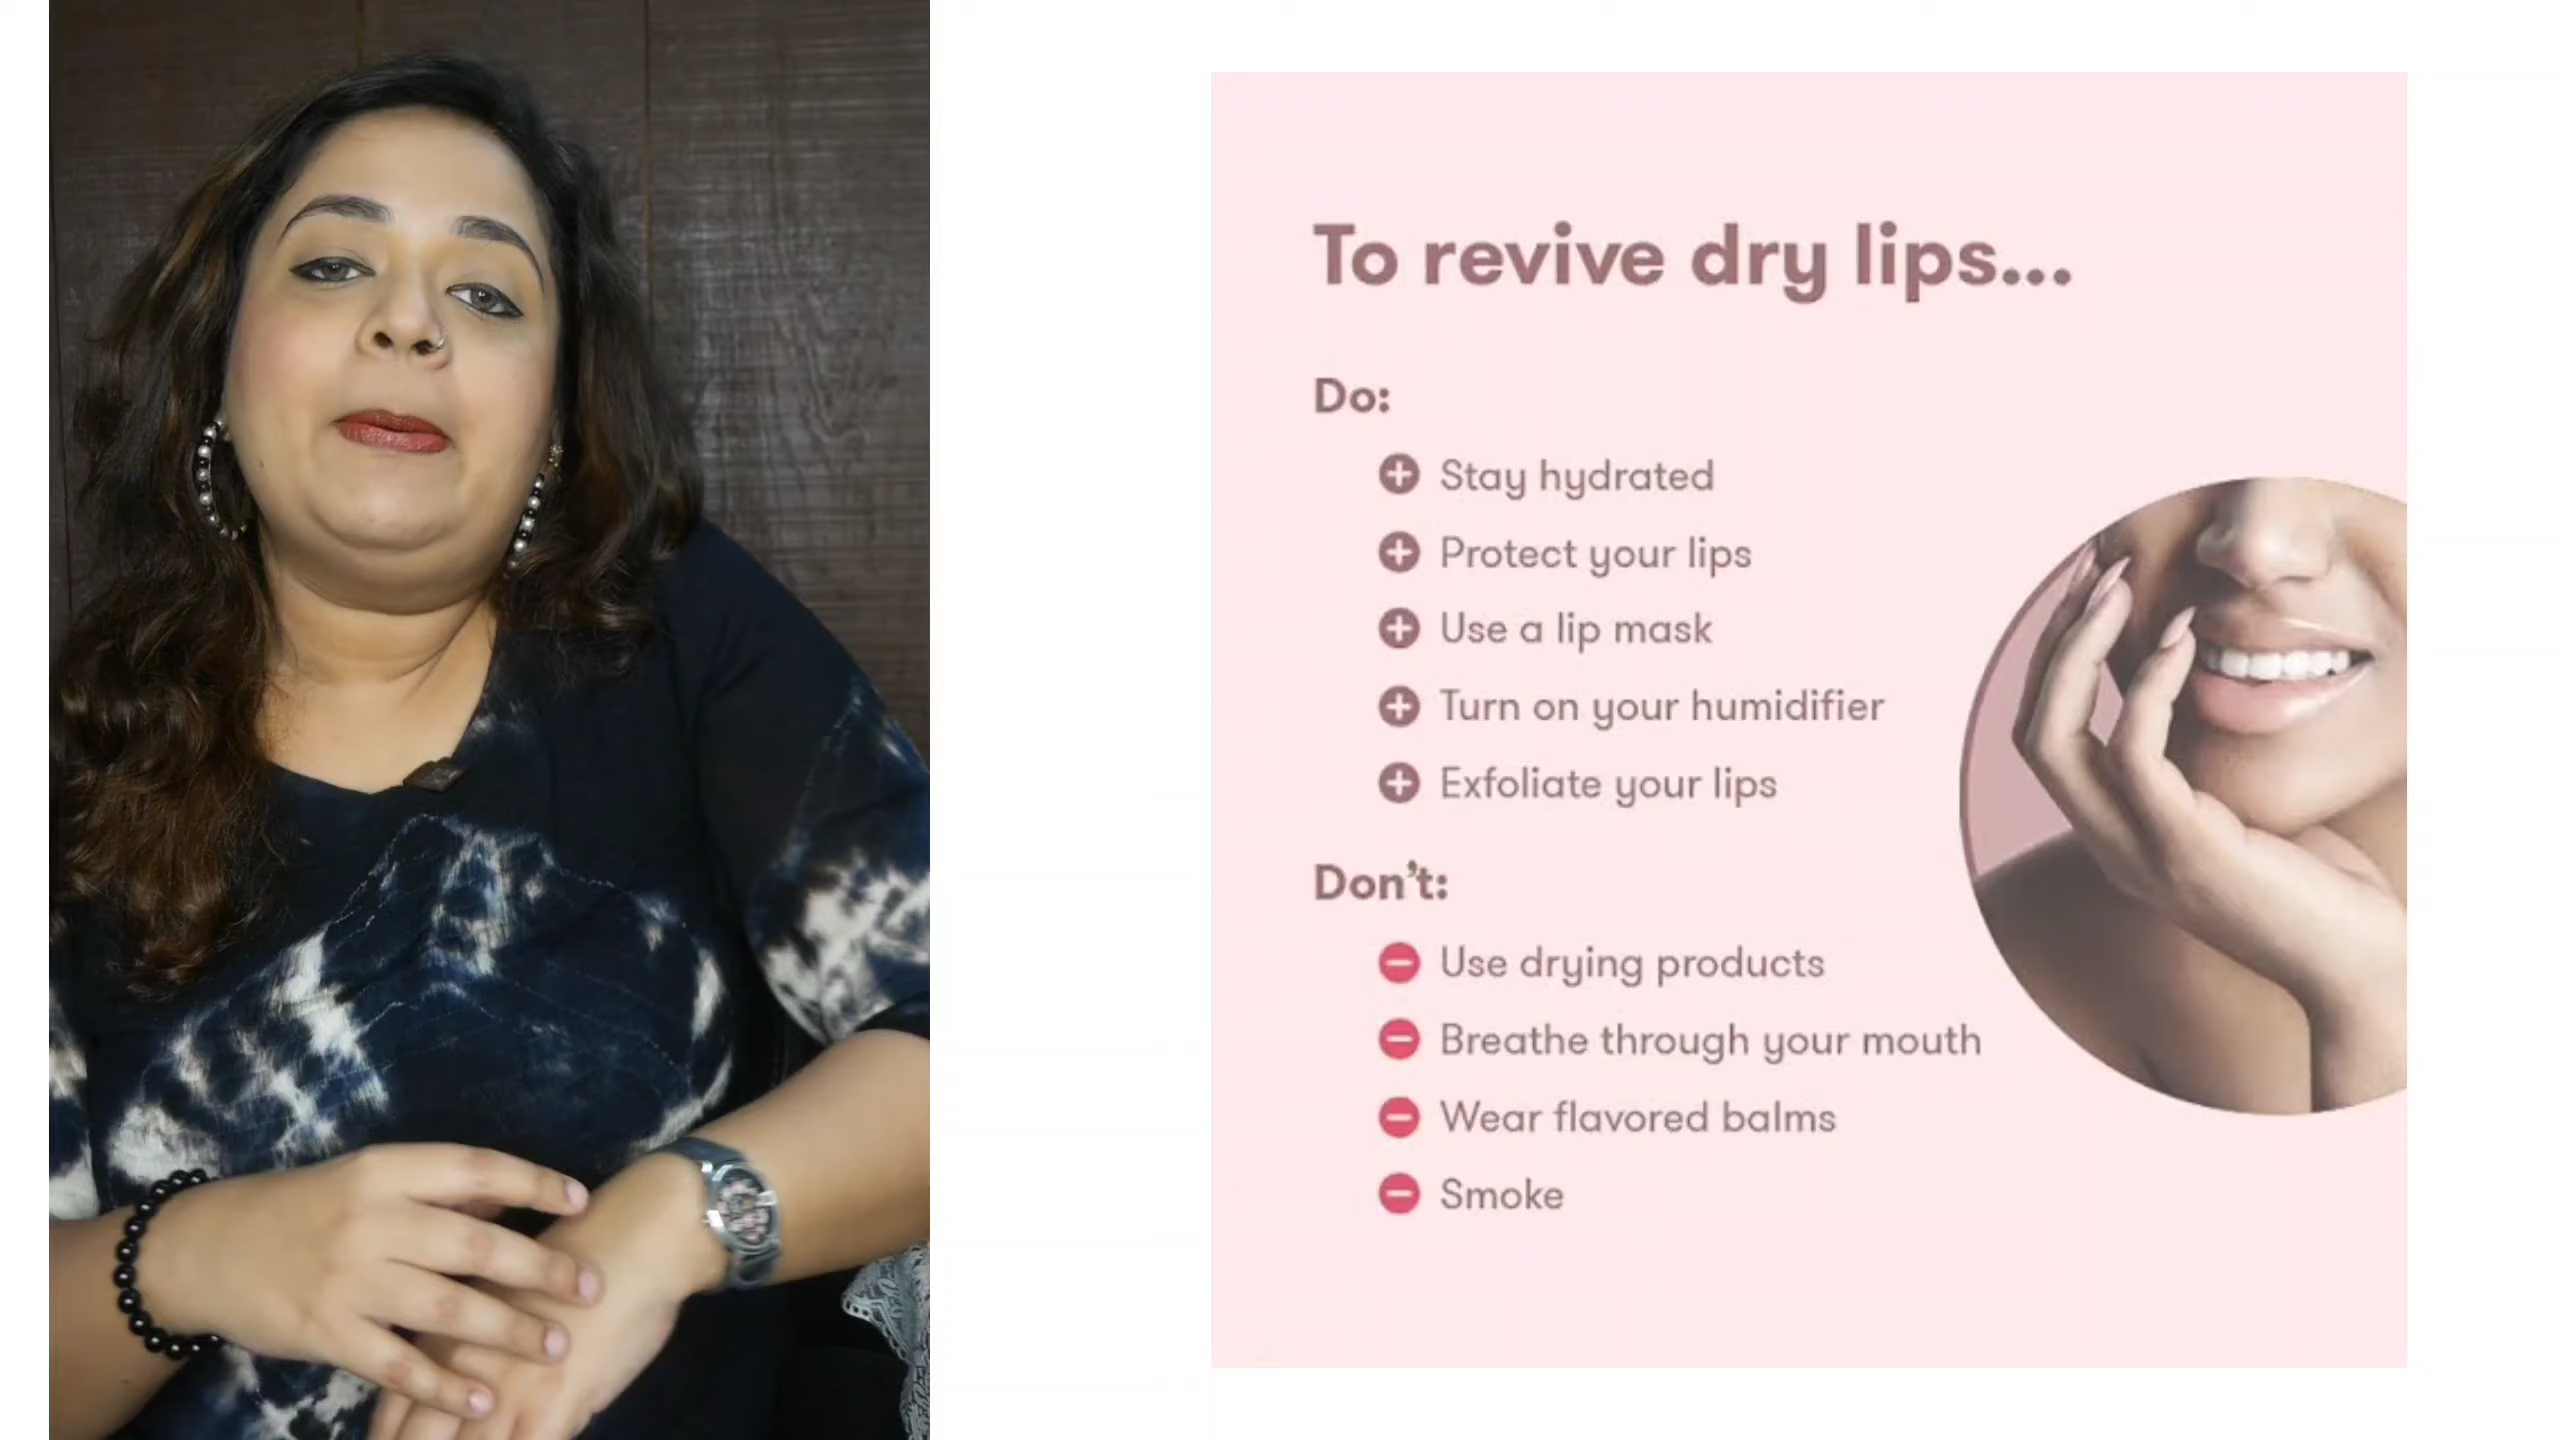 To revive dry lips...
Do:
Stay hydrated
Protect your lips
Use a lip mask
Turn on your humidifier
Exfoliate your lips
Don't:
Use drying products
Breathe through your mouth
Wear flavored balms
Smoke